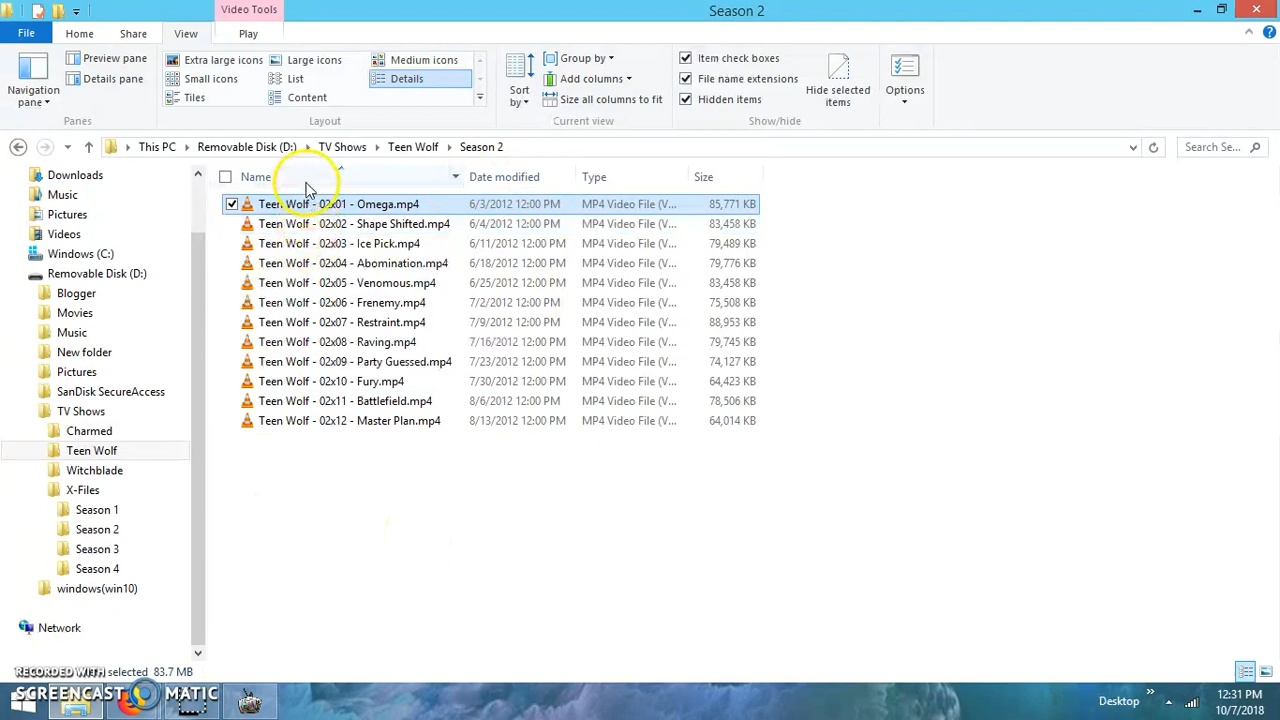 Video Tools
Season 2
File Home Share View Play
Navigation pane
Preview pane
Details pane
Panes
Extra large icons Large icons Medium icons
Small icons List Details
Tiles Content
Layout
Sort by
Group by
Add columns
Size all columns to fit
Current view
Item check boxes
File name extensions
Hidden items
Hide selected items
Show/hide
Options
This PC Removable Disk (D:) TV Shows Teen Wolf Season 2
Search Se...
Downloads
Music
Pictures
Videos
Windows (C:)
Removable Disk (D:)
Blogger
Movies
Music
New folder
Pictures
SanDisk SecureAccess
TV Shows
Charmed
Teen Wolf
Witchblade
X-Files
Season 1
Season 2
Season 3
Season 4
windows(win10)
Network
Name Date modified Type Size
Teen Wolf - 02x01 - Omega.mp4 6/3/2012 12:00 PM MP4 Video File (V... 85,771 KB
Teen Wolf - 02x02 - Shape Shifted.mp4 6/4/2012 12:00 PM MP4 Video File (V... 83,458 KB
Teen Wolf - 02x03 - Ice Pick.mp4 6/11/2012 12:00 PM MP4 Video File (V... 79,489 KB
Teen Wolf - 02x04 - Abomination.mp4 6/18/2012 12:00 PM MP4 Video File (V... 79,776 KB
Teen Wolf - 02x05 - Venomous.mp4 6/25/2012 12:00 PM MP4 Video File (V... 83,458 KB
Teen Wolf - 02x06 - Frenemy.mp4 7/2/2012 12:00 PM MP4 Video File (V... 75,508 KB
Teen Wolf - 02x07 - Restraint.mp4 7/9/2012 12:00 PM MP4 Video File (V... 88,953 KB
Teen Wolf - 02x08 - Raving.mp4 7/16/2012 12:00 PM MP4 Video File (V... 79,745 KB
Teen Wolf - 02x09 - Party Guessed.mp4 7/23/2012 12:00 PM MP4 Video File (V... 74,127 KB
Teen Wolf - 02x10 - Fury.mp4 7/30/2012 12:00 PM MP4 Video File (V... 64,423 KB
Teen Wolf - 02x11 - Battlefield.mp4 8/6/2012 12:00 PM MP4 Video File (V... 78,506 KB
Teen Wolf - 02x12 - Master Plan.mp4 8/13/2012 12:00 PM MP4 Video File (V... 64,014 KB
RECORDED WITH selected 83.7 MB
SCREENCAST MATIC
Desktop
12:31 PM
10/7/2018